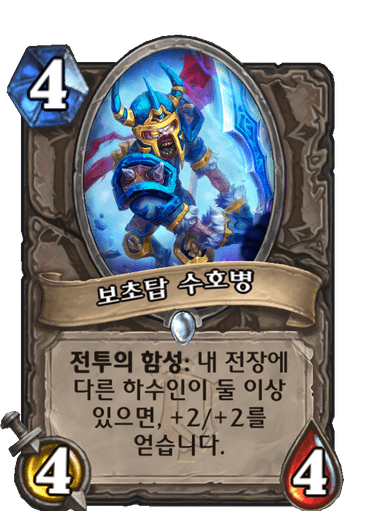 4
보초탑 수호병
전투의 함성: 내 전장에
다른 하수인이 둘 이상
있으면, +2/+2를
얻습니다.
4
4